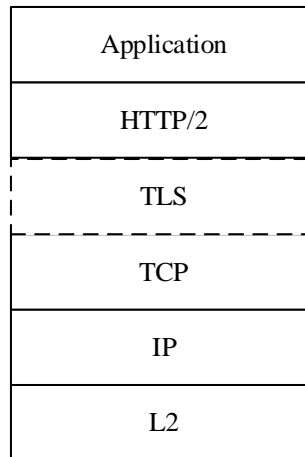 Application
HTTP/2
TLS
TCP
IP
L2